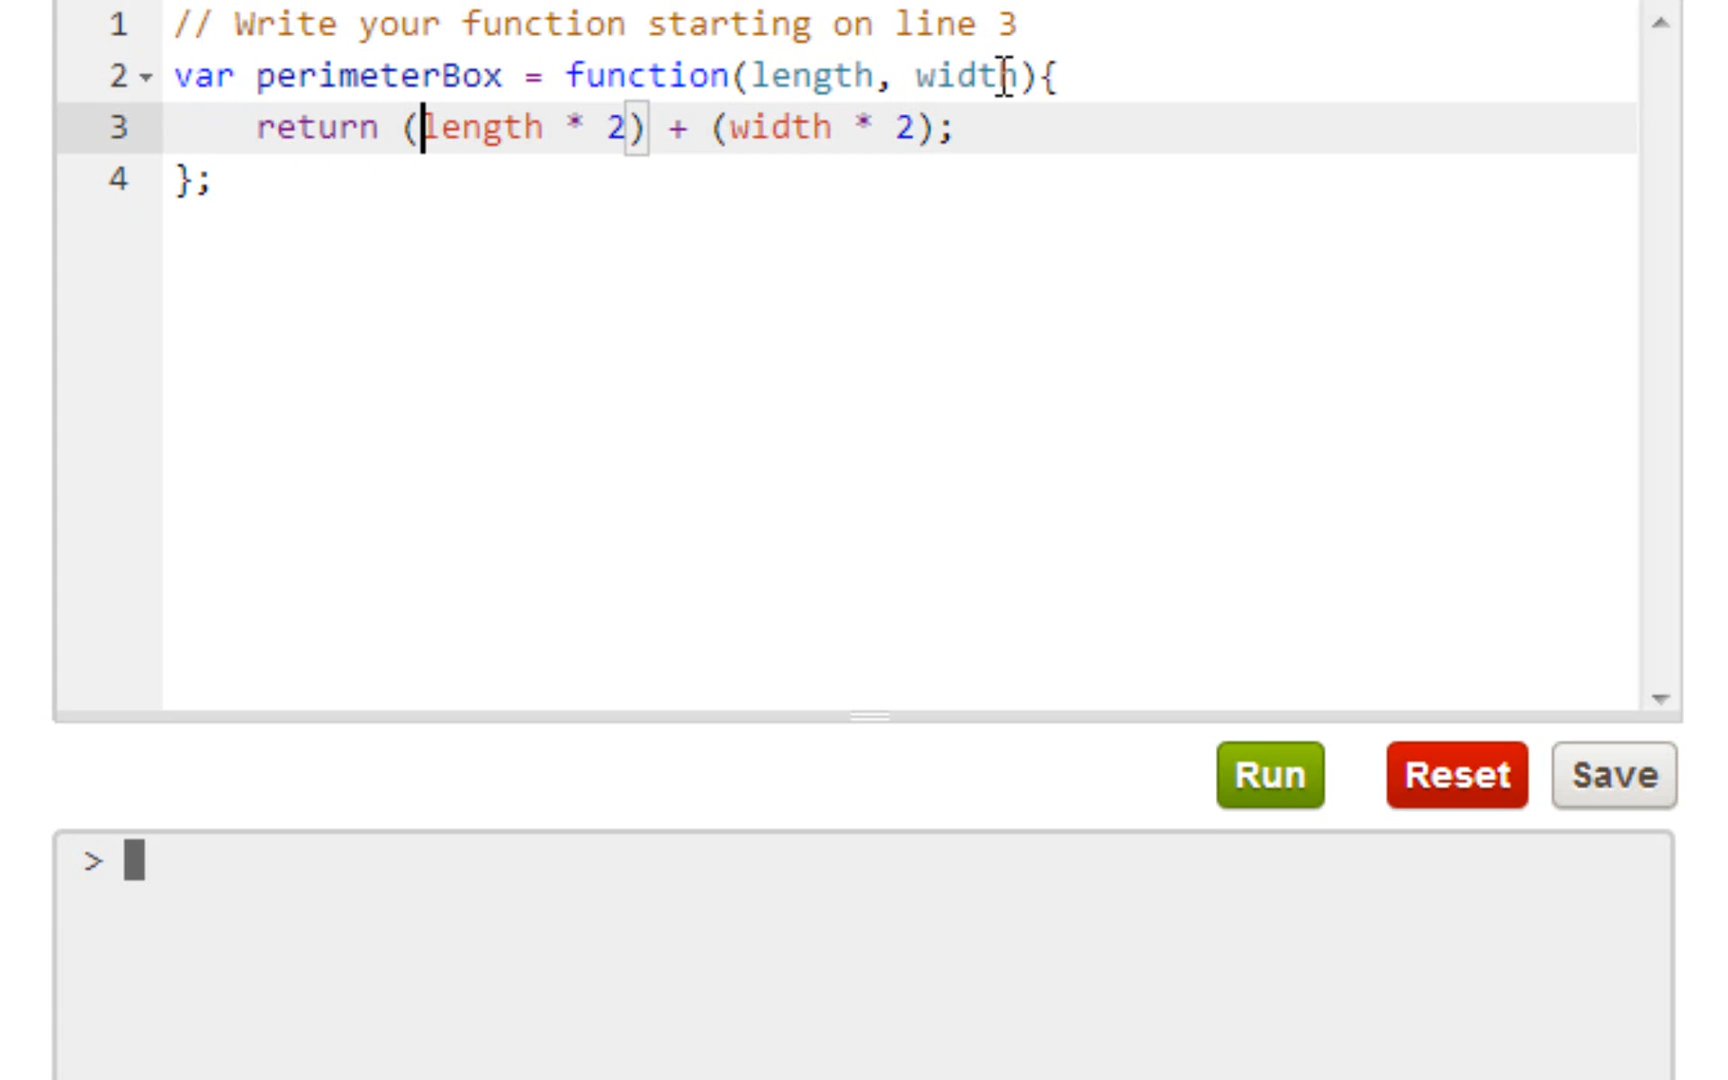 1 // Write your function starting on line 3
2 var perimeterBox = function(length, width){
3 return (length * 2) + (width * 2);
4 };
Run Reset Save
>